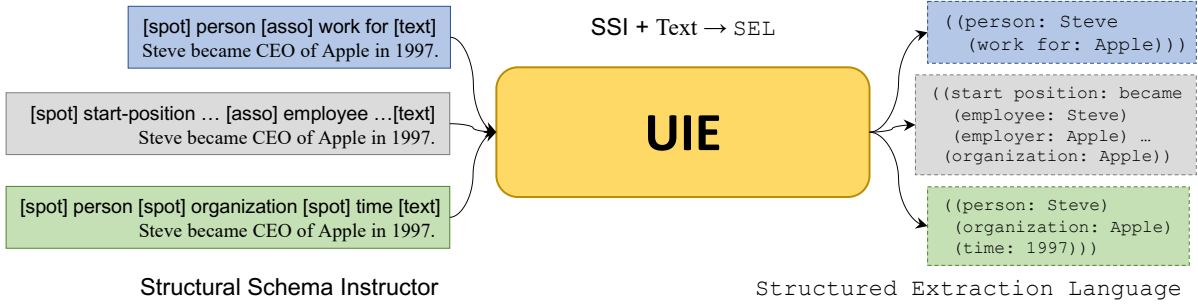 [spot] person [asso] work for [text]
Steve became CEO of Apple in 1997.
[spot] start-position … [asso] employee …[text]
Steve became CEO of Apple in 1997.
[spot] person [spot] organization [spot] time [text]
Steve became CEO of Apple in 1997.
Structural Schema Instructor
SSI + Text → SEL
UIE
((person: Steve
(work for: Apple)))
((start position: became
(employee: Steve)
(employer: Apple) …
(organization: Apple))
((person: Steve)
(organization: Apple)
(time: 1997)))
Structured Extraction Language